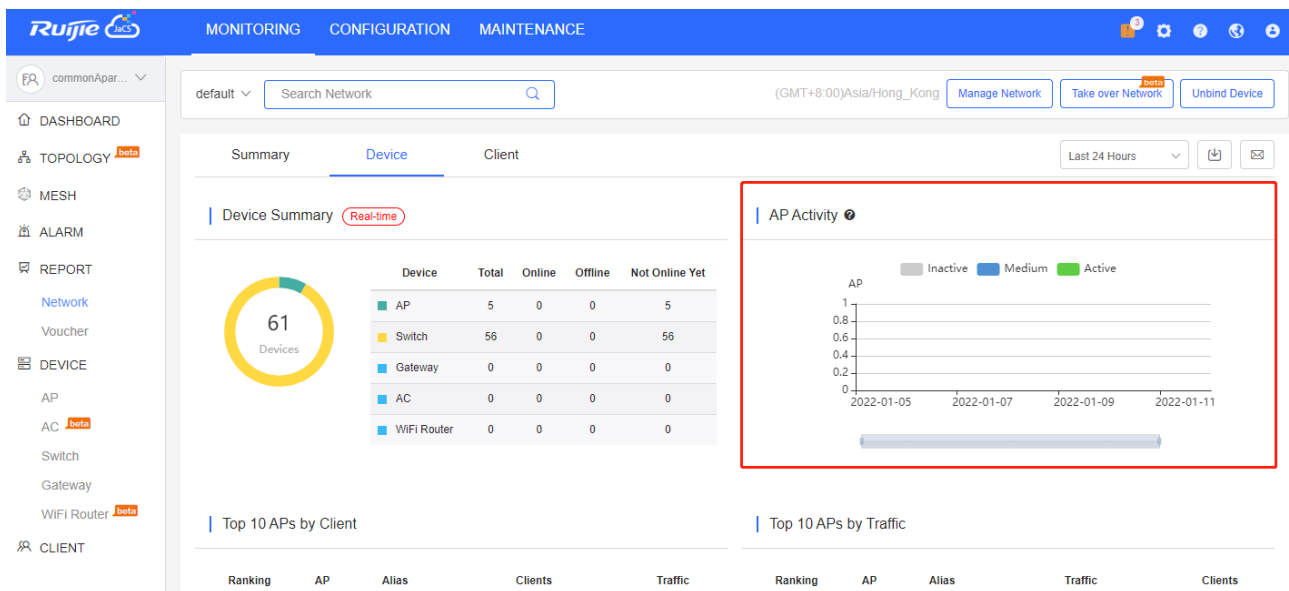 Ruijie JaCS MONITORING CONFIGURATION MAINTENANCE 3
commonApar...
default Search Network (GMT+8:00)Asia/Hong_Kong Manage Network Take over Network beta Unbind Device
DASHBOARD
TOPOLOGY beta
MESH
ALARM
REPORT
Network
Voucher
DEVICE
AP
AC beta
Switch
Gateway
WiFi Router beta
CLIENT
Summary Device Client Last 24 Hours
Device Summary Real-time
61
Devices
Device Total Online Offline Not Online Yet
AP 5 0 0 5
Switch 56 0 0 56
Gateway 0 0 0 0
AC 0 0 0 0
WiFi Router 0 0 0 0
AP Activity ?
Inactive Medium Active
AP
1
0.8
0.6
0.4
0.2
0
2022-01-05 2022-01-07 2022-01-09 2022-01-11
Top 10 APs by Client
Ranking AP Alias Clients Traffic
Top 10 APs by Traffic
Ranking AP Alias Traffic Clients